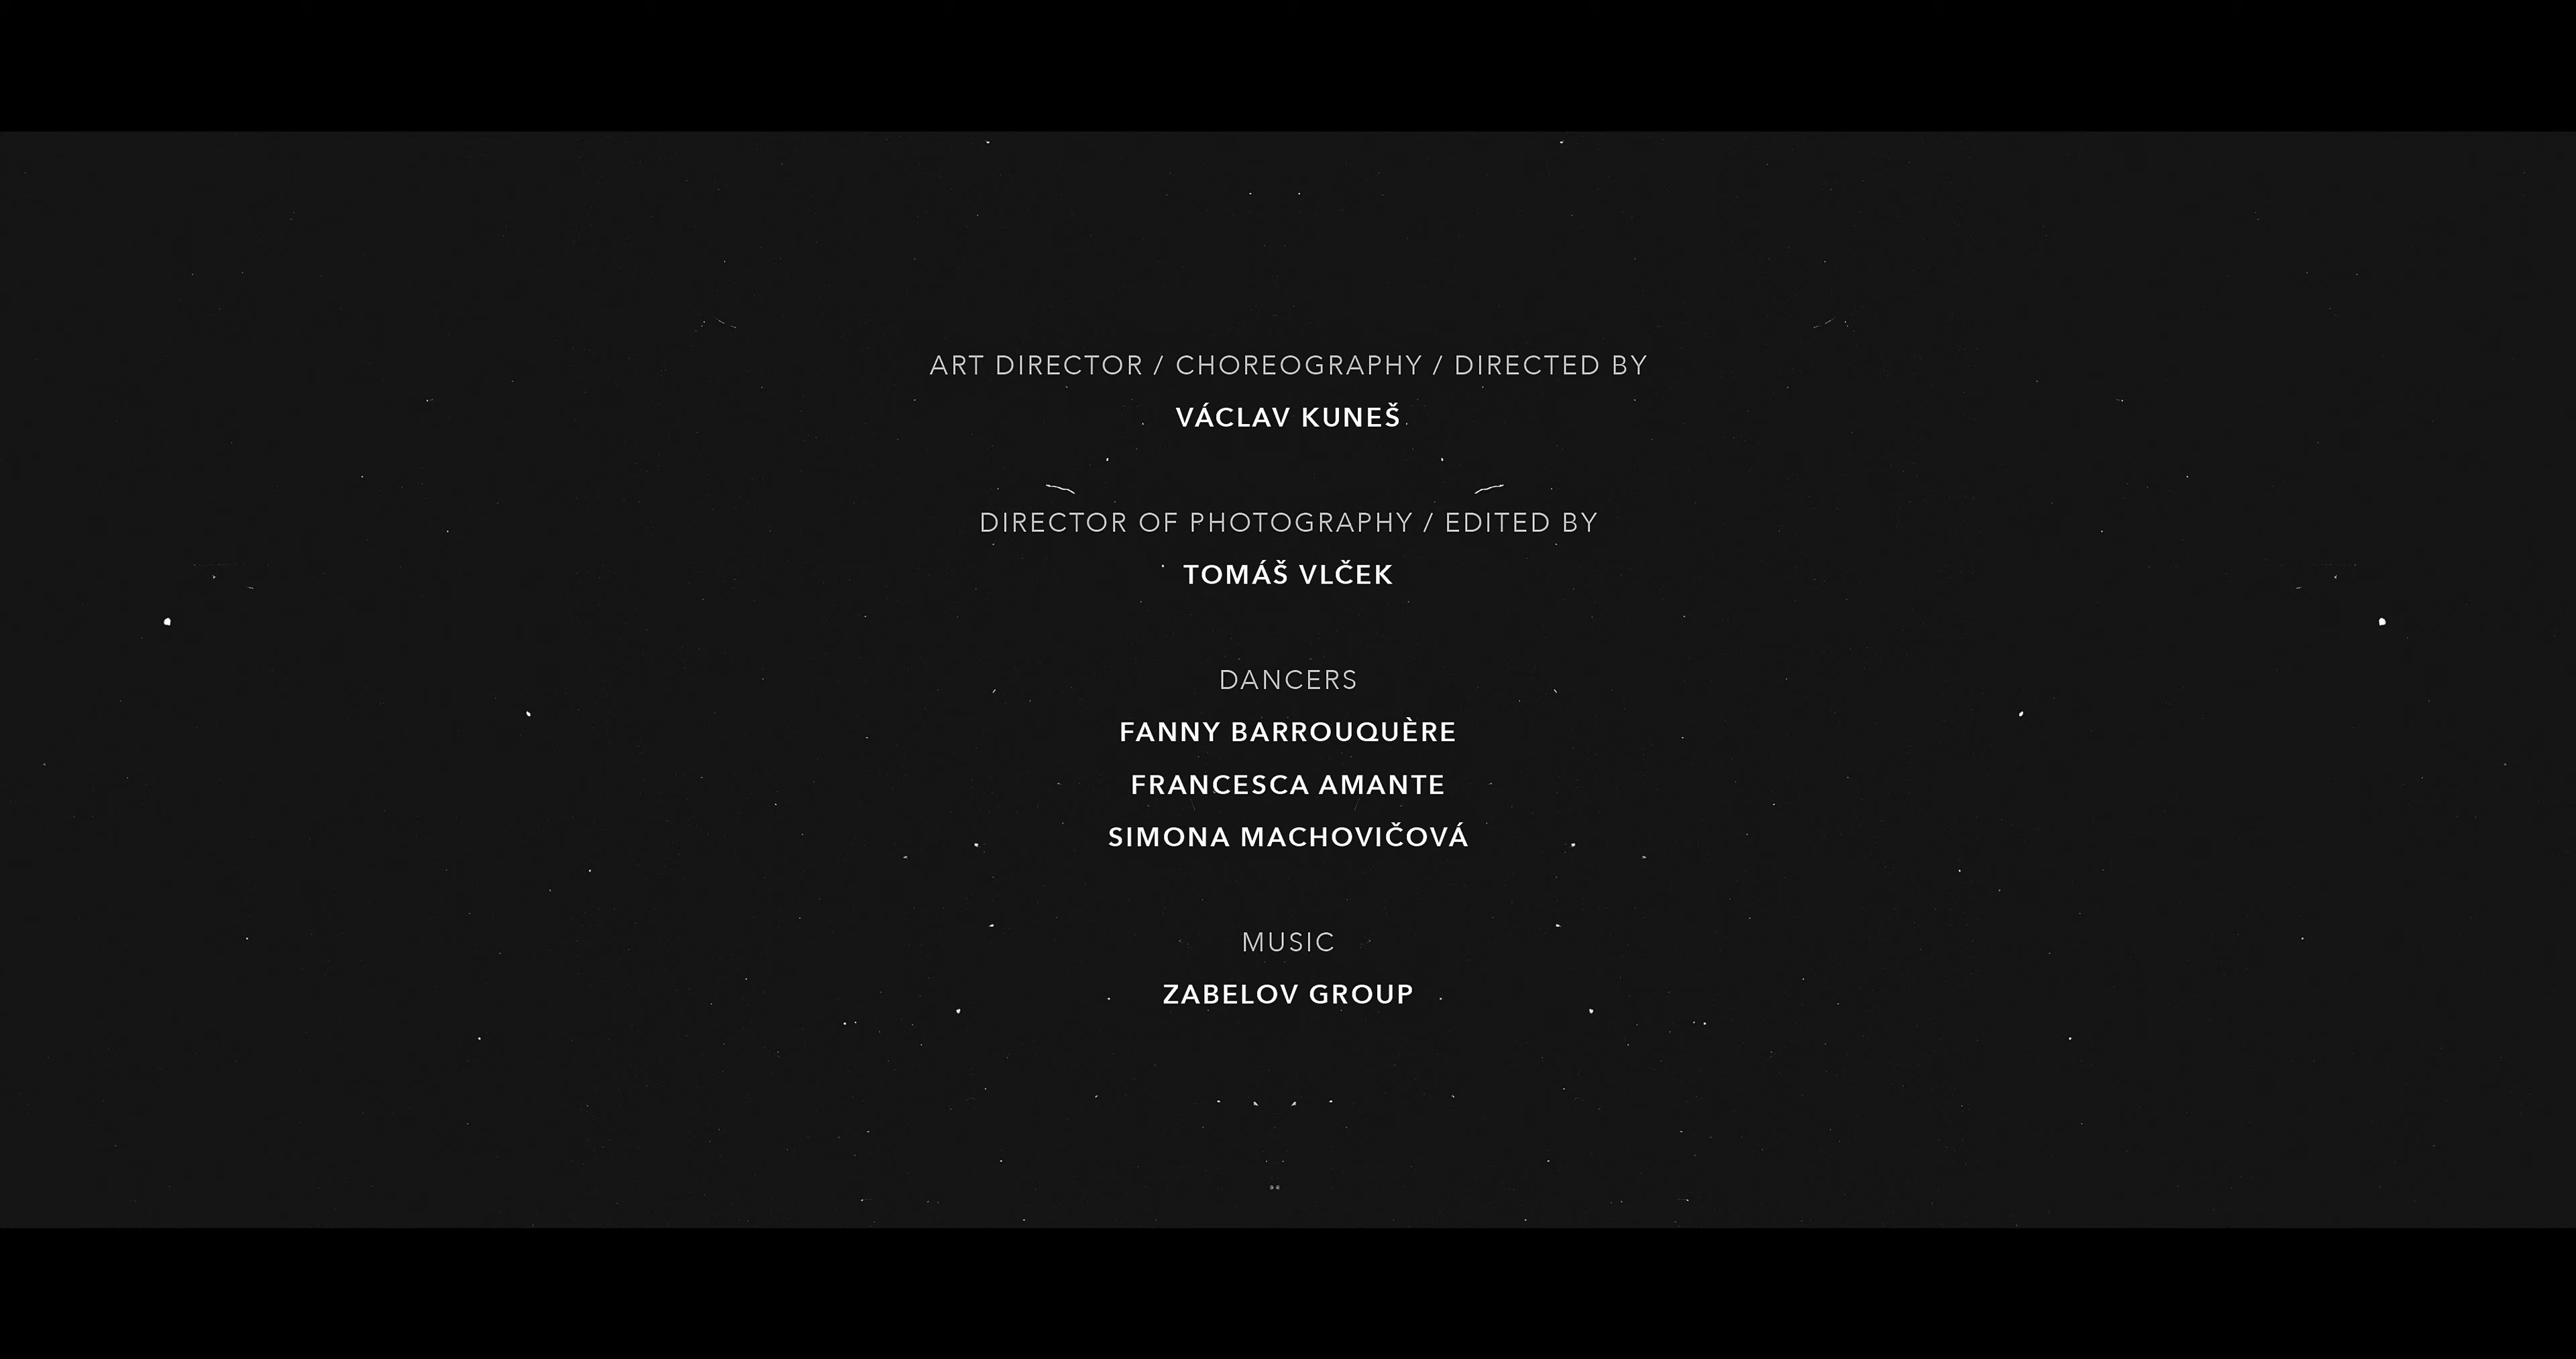 ART DIRECTOR / CHOREOGRAPHY / DIRECTED BY
VÁCLAV KUNEŠ
DIRECTOR OF PHOTOGRAPHY / EDITED BY
TOMÁŠ VLČEK
DANCERS
FANNY BARROUQUÈRE
FRANCESCA AMANTE
SIMONA MACHOVIČOVÁ
MUSIC
ZABELOV GROUP